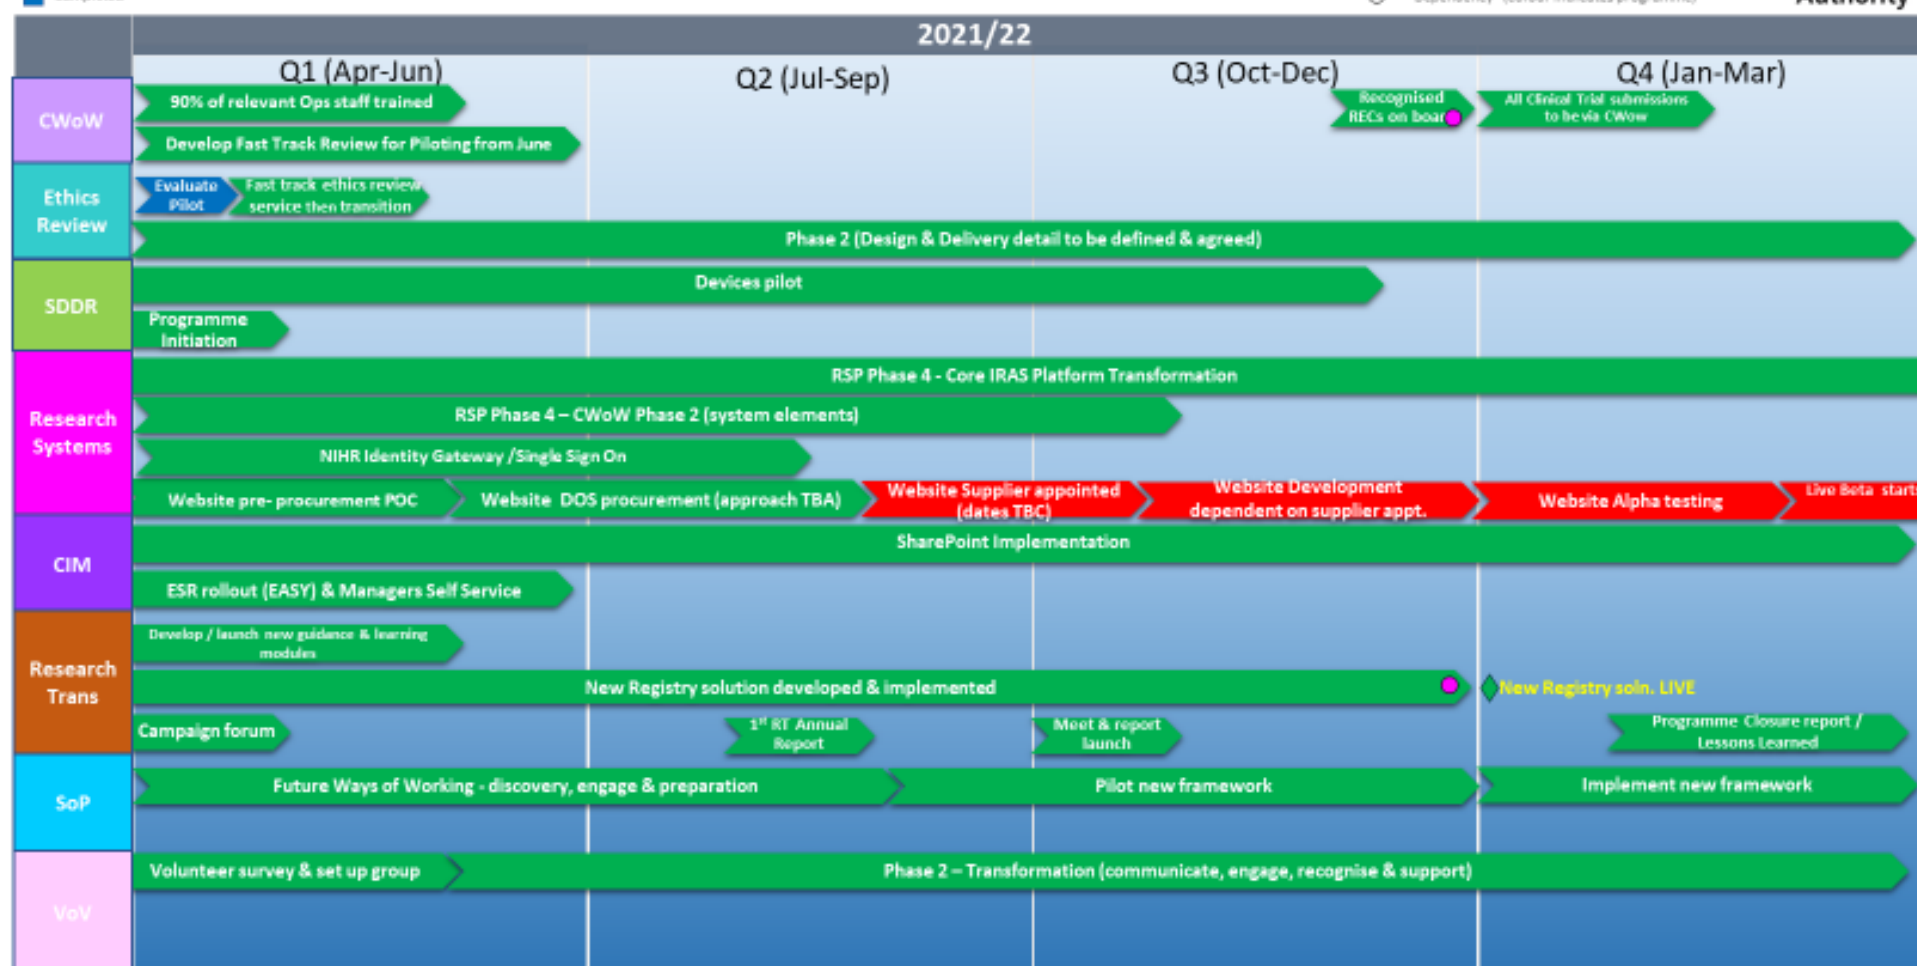 Authority
2021/22
Q1 (Apr-Jun)
Q2 (Jul-Sep)
Q3 (Oct-Dec)
Q4 (Jan-Mar)
CWoW
90% of relevant Ops staff trained
Recognised
RECs on boar
All Clinical Trial submissions
to be via CWow
Develop Fast Track Review for Piloting from June
Ethics
Review
Evaluate
Pilot
Fast track ethics review
service then transition
Phase 2 (Design & Delivery detail to be defined & agreed)
SDDR
Devices pilot
Programme
Initiation
Research
Systems
RSP Phase 4 - Core IRAS Platform Transformation
RSP Phase 4 – CWoW Phase 2 (system elements)
NIHR Identity Gateway /Single Sign On
Website pre- procurement POC
Website DOS procurement (approach TBA)
Website Supplier appointed
(dates TBC)
Website Development
dependent on supplier appt.
Website Alpha testing
Live Beta start
CIM
SharePoint Implementation
ESR rollout (EASY) & Managers Self Service
Research
Trans
Develop / launch new guidance & learning
modules
New Registry solution developed & implemented
New Registry soln. LIVE
Campaign forum
1st RT Annual
Report
Meet & report
launch
Programme Closure report /
Lessons Learned
SoP
Future Ways of Working - discovery, engage & preparation
Pilot new framework
Implement new framework
VoV
Volunteer survey & set up group
Phase 2 – Transformation (communicate, engage, recognise & support)